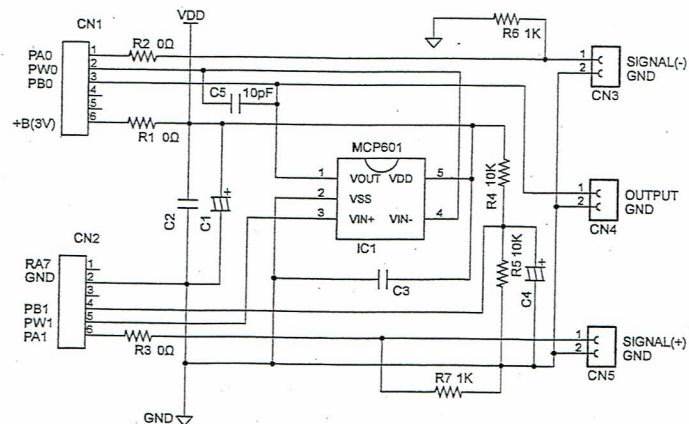 CN1
VDD
R6 1K
PA0
PW0
PB0
+B(3V)
1
2
3
4
5
6
R2 0Ω
R1 0Ω
C5
10pF
1
2
SIGNAL(-)
GND
CN3
MCP601
1
2
3
VOUT
VDD
VSS
VIN+
VIN-
5
4
IC1
R4 10K
R5 10K
C4
C2
C1
C3
1
2
OUTPUT
GND
CN4
CN2
RA7
GND
PB1
PW1
PA1
1
2
3
4
5
6
R3 0Ω
R7 1K
1
2
SIGNAL(+)
GND
CN5
GND